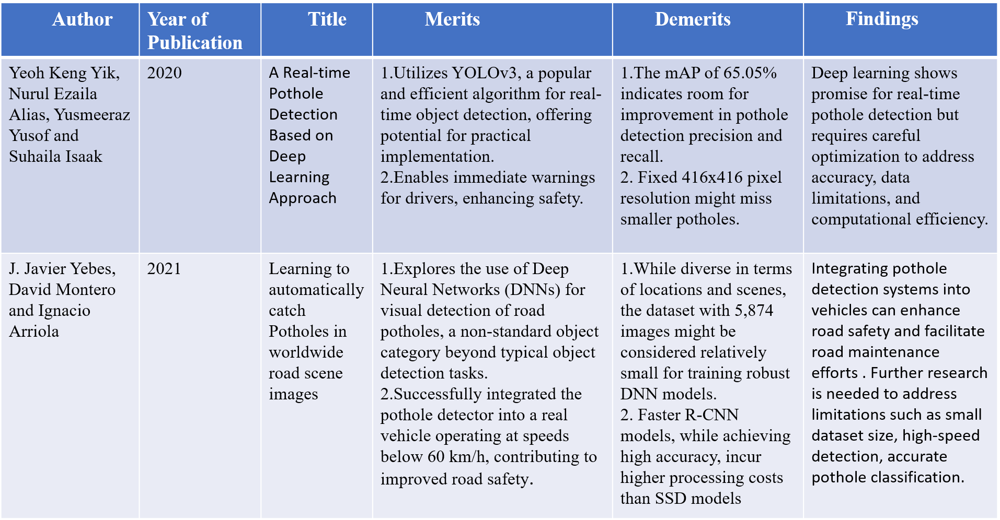 Author
Year of
Publication
Title
Merits
Demerits
Findings
Yeoh Keng Yik,
Nurul Ezaila
Alias, Yusmeeraz
Yusof and
Suhaila Isaak
2020
A Real-time
Pothole
Detection
Based on
Deep
Learning
Approach
1.Utilizes YOLOv3, a popular
and efficient algorithm for real-
time object detection, offering
potential for practical
implementation.
2.Enables immediate warnings
for drivers, enhancing safety.
1.The mAP of 65.05%
indicates room for
improvement in pothole
detection precision and
recall.
2. Fixed 416x416 pixel
resolution might miss
smaller potholes.
Deep learning shows
promise for real-time
pothole detection but
requires careful
optimization to address
accuracy, data
limitations, and
computational efficiency.
J. Javier Yebes,
David Montero
and Ignacio
Arriola
2021
Learning to
automatically
catch
Potholes in
worldwide
road scene
images
1.Explores the use of Deep
Neural Networks (DNNs) for
visual detection of road
potholes, a non-standard object
category beyond typical object
detection tasks.
2.Successfully integrated the
pothole detector into a real
vehicle operating at speeds
below 60 km/h, contributing to
improved road safety.
1.While diverse in terms
of locations and scenes,
the dataset with 5,874
images might be
considered relatively
small for training robust
DNN models.
2. Faster R-CNN
models, while achieving
high accuracy, incur
higher processing costs
than SSD models
Integrating pothole
detection systems into
vehicles can enhance
road safety and facilitate
road maintenance
efforts . Further research
is needed to address
limitations such as small
dataset size, high-speed
detection, accurate
pothole classification.